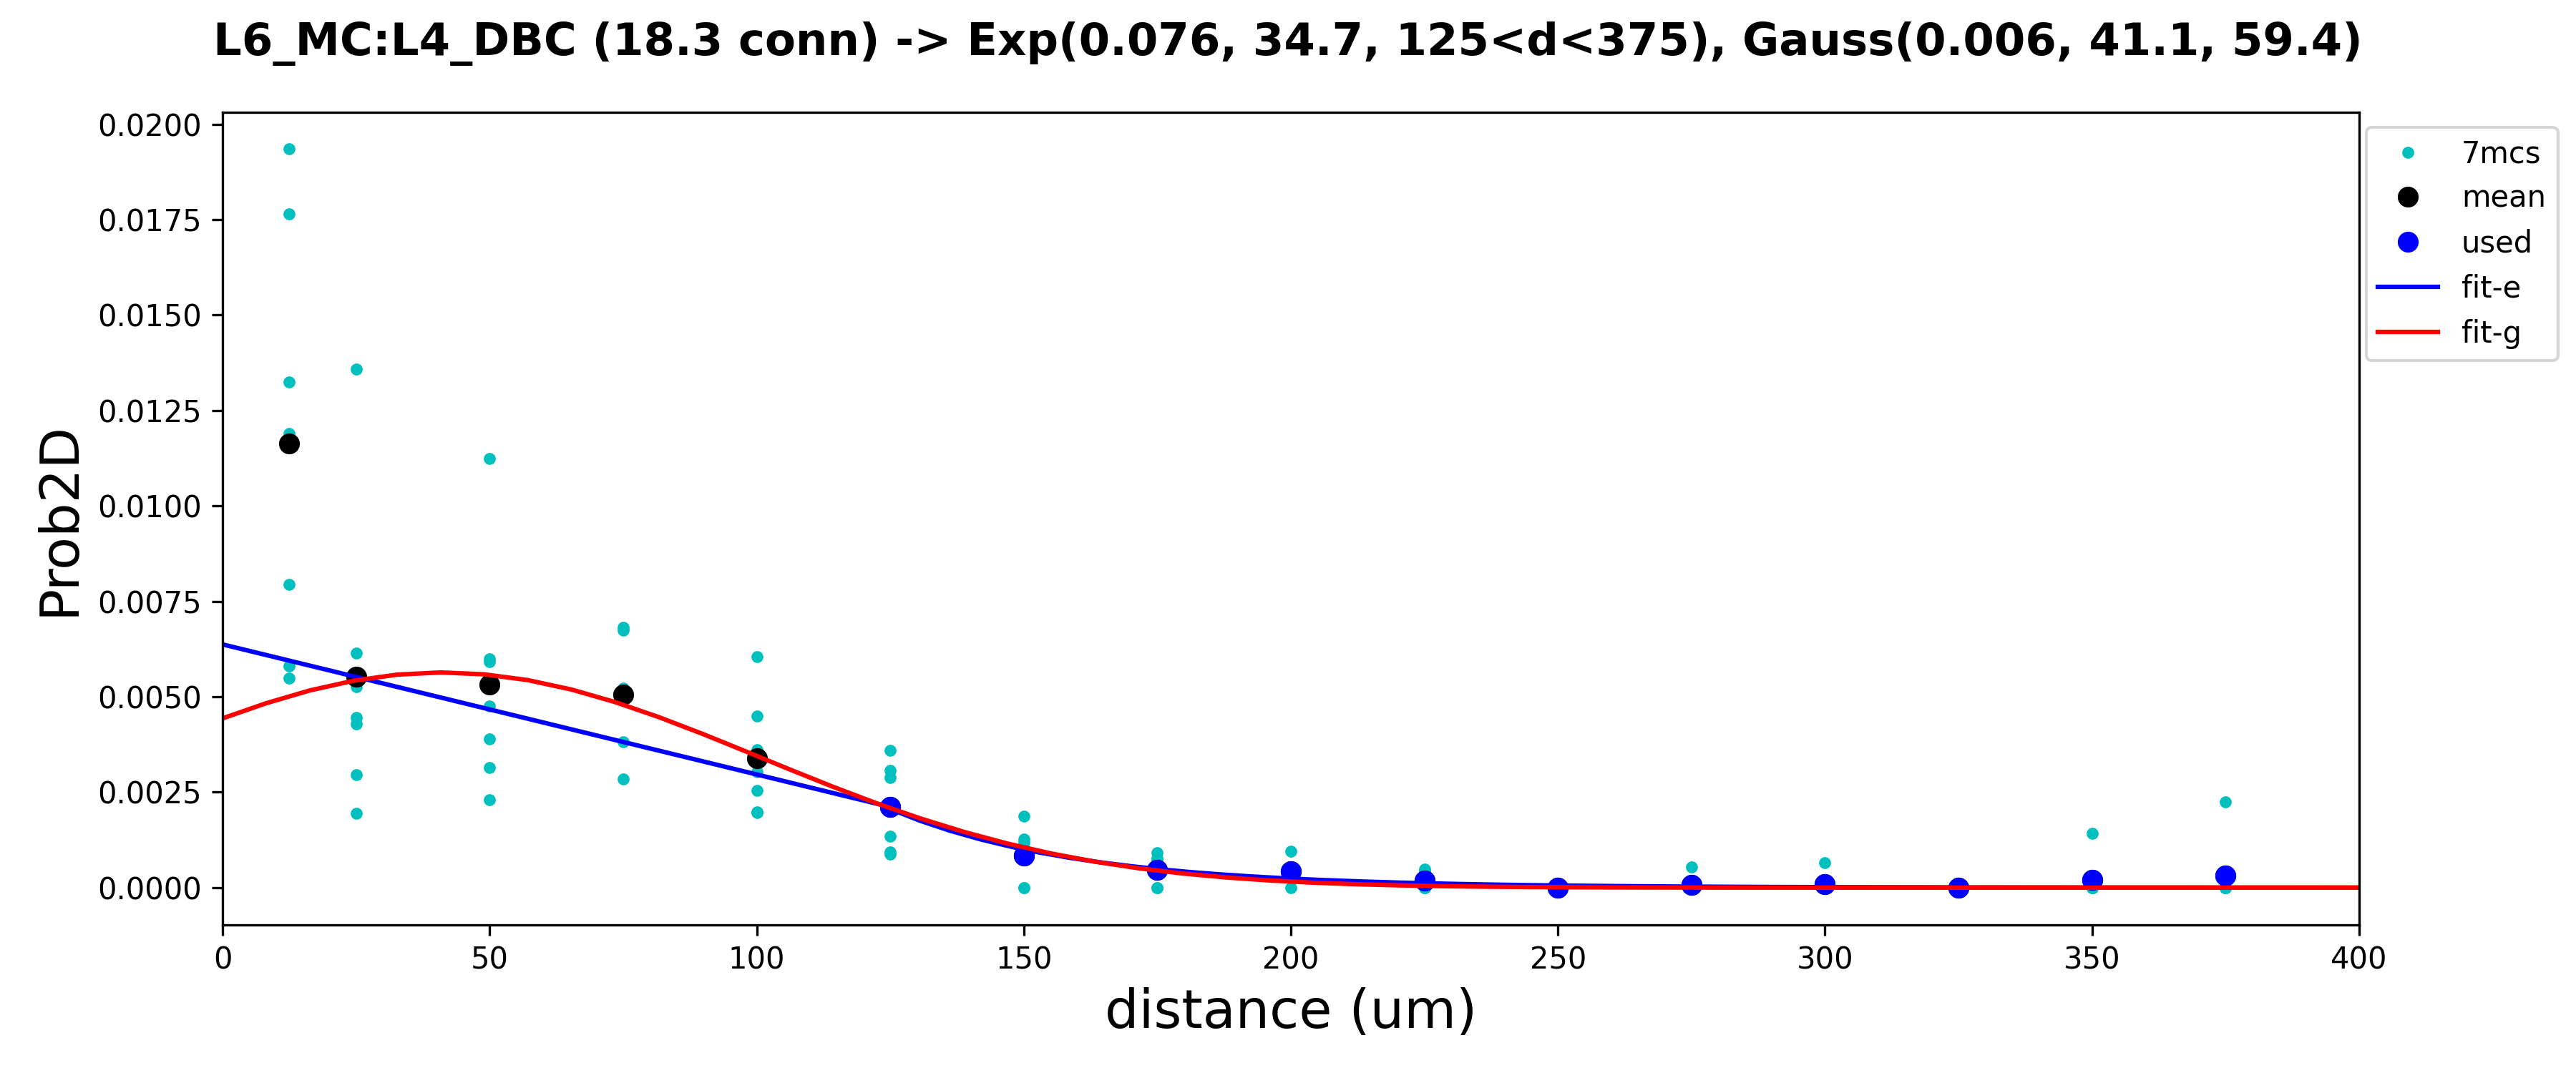 L6_MC:L4_DBC (18.3 conn) -> Exp(0.076, 34.7, 125<d<375), Gauss(0.006, 41.1, 59.4)
0.0200
0.0175
0.0150
0.0125
0.0100
0.0075
0.0050
0.0025
0.0000
Prob2D
0 50 100 150 200 250 300 350 400
distance (um)
7mcs
mean
used
fit-e
fit-g